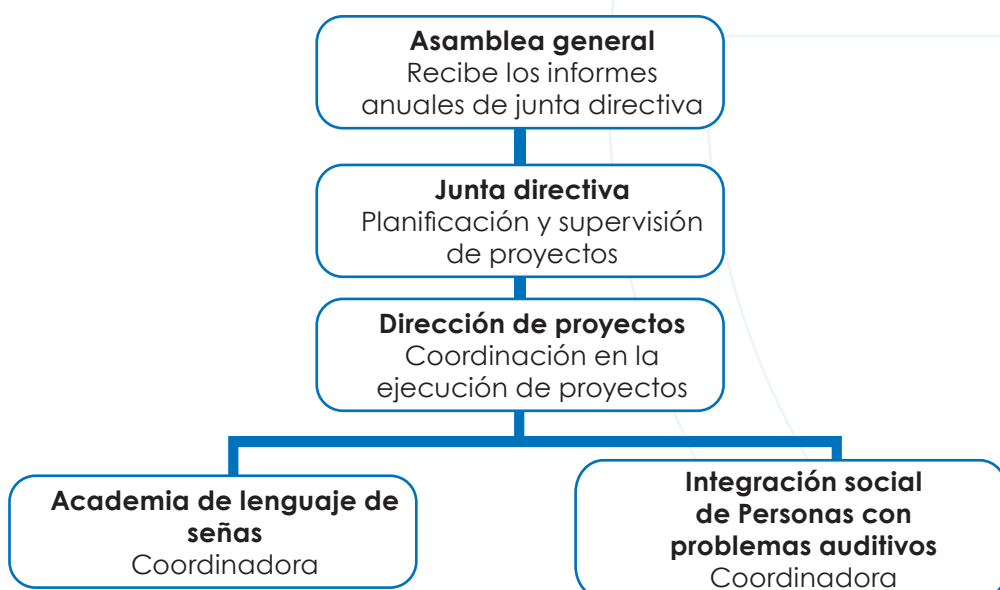 Asamblea general
Recibe los informes
anuales de junta directiva
Junta directiva
Planificación y supervisión
de proyectos
Dirección de proyectos
Coordinación en la
ejecución de proyectos
Academia de lenguaje de
señas
Coordinadora
Integración social
de Personas con
problemas auditivos
Coordinadora